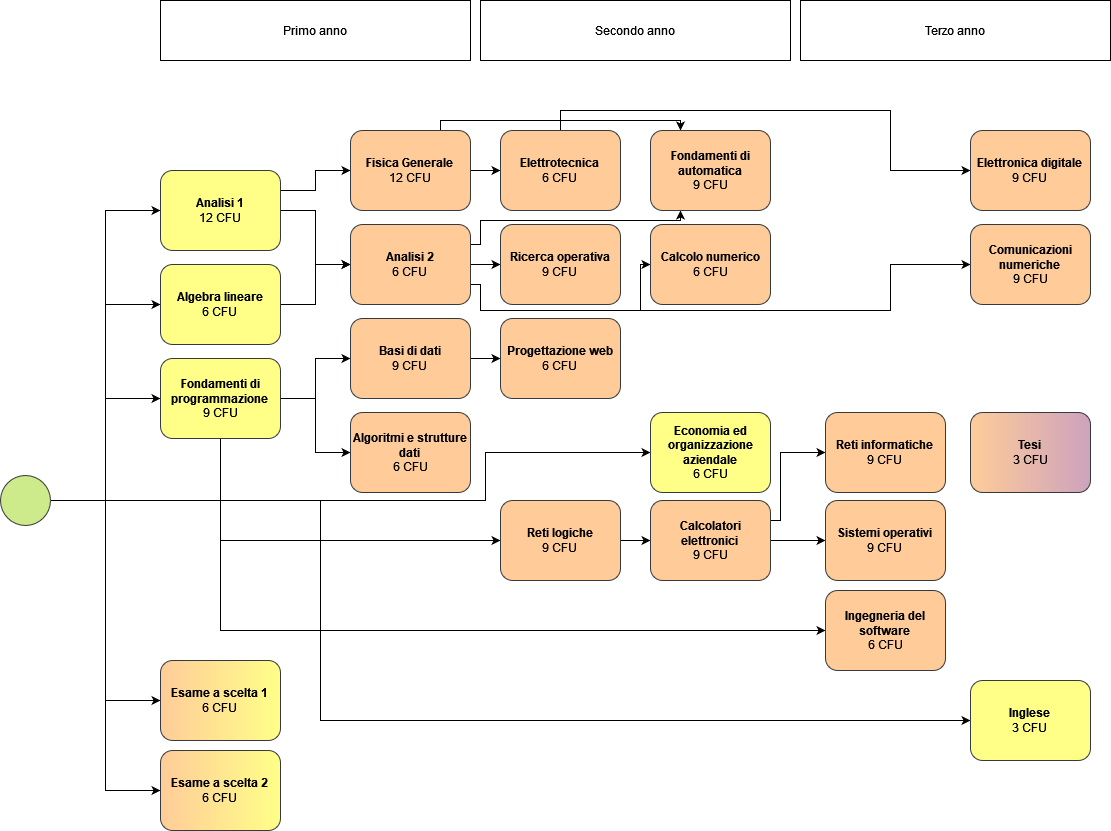 Primo anno
Secondo anno
Terzo anno
Analisi 1
12 CFU
Algebra lineare
6 CFU
Fondamenti di
programmazione
9 CFU
Esame a scelta 1
6 CFU
Esame a scelta 2
6 CFU
Fisica Generale
12 CFU
Analisi 2
6 CFU
Basi di dati
9 CFU
Algoritmi e strutture
dati
6 CFU
Elettrotecnica
6 CFU
Ricerca operativa
9 CFU
Progettazione web
6 CFU
Reti logiche
9 CFU
Fondamenti di
automatica
9 CFU
Calcolo numerico
6 CFU
Economia ed
organizzazione
aziendale
6 CFU
Calcolatori
elettronici
9 CFU
Reti informatiche
9 CFU
Sistemi operativi
9 CFU
Ingegneria del
software
6 CFU
Elettronica digitale
9 CFU
Comunicazioni
numeriche
9 CFU
Tesi
3 CFU
Inglese
3 CFU